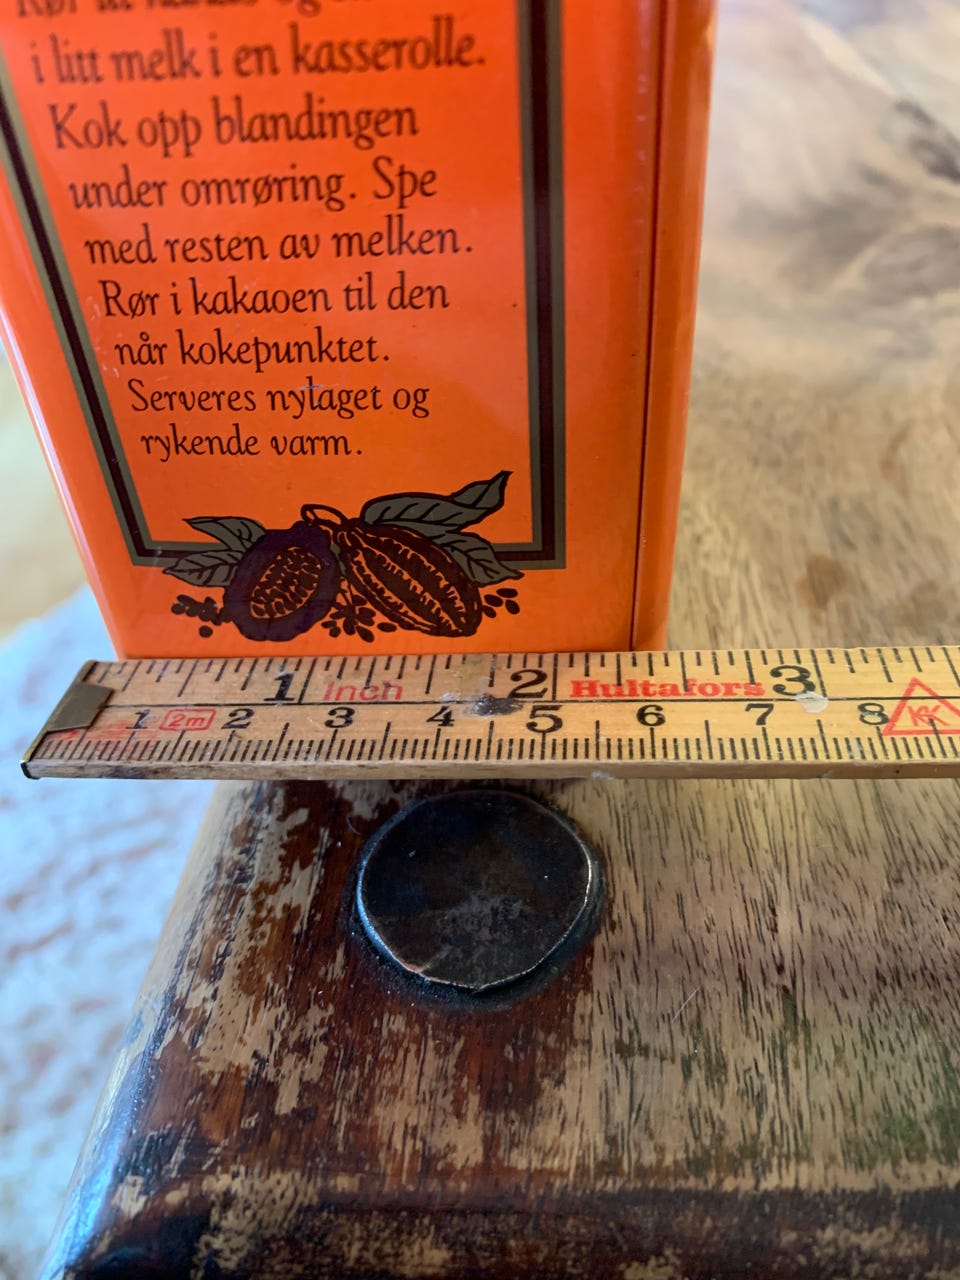 i litt melk i en kasserolle.
Kok opp blandingen
under omrøring. Spe
med resten av melken.
Rør i kakaoen til den
når kokepunktet.
Serveres nylaget og
rykende varm.
1 inch 2 Hultafors 3
1 2m 2 3 4 5 6 7 8